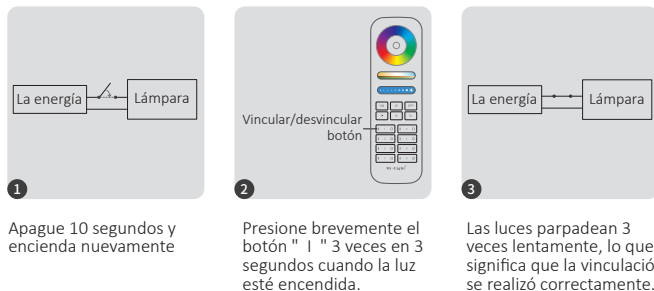 La energía
Lámpara
1
Apague 10 segundos y
encienda nuevamente
Vincular/desvincular
botón
Mi·Light
2
Presione brevemente el
botón " I " 3 veces en 3
segundos cuando la luz
esté encendida.
La energía
Lámpara
3
Las luces parpadean 3
veces lentamente, lo que
significa que la vinculació
se realizó correctamente.